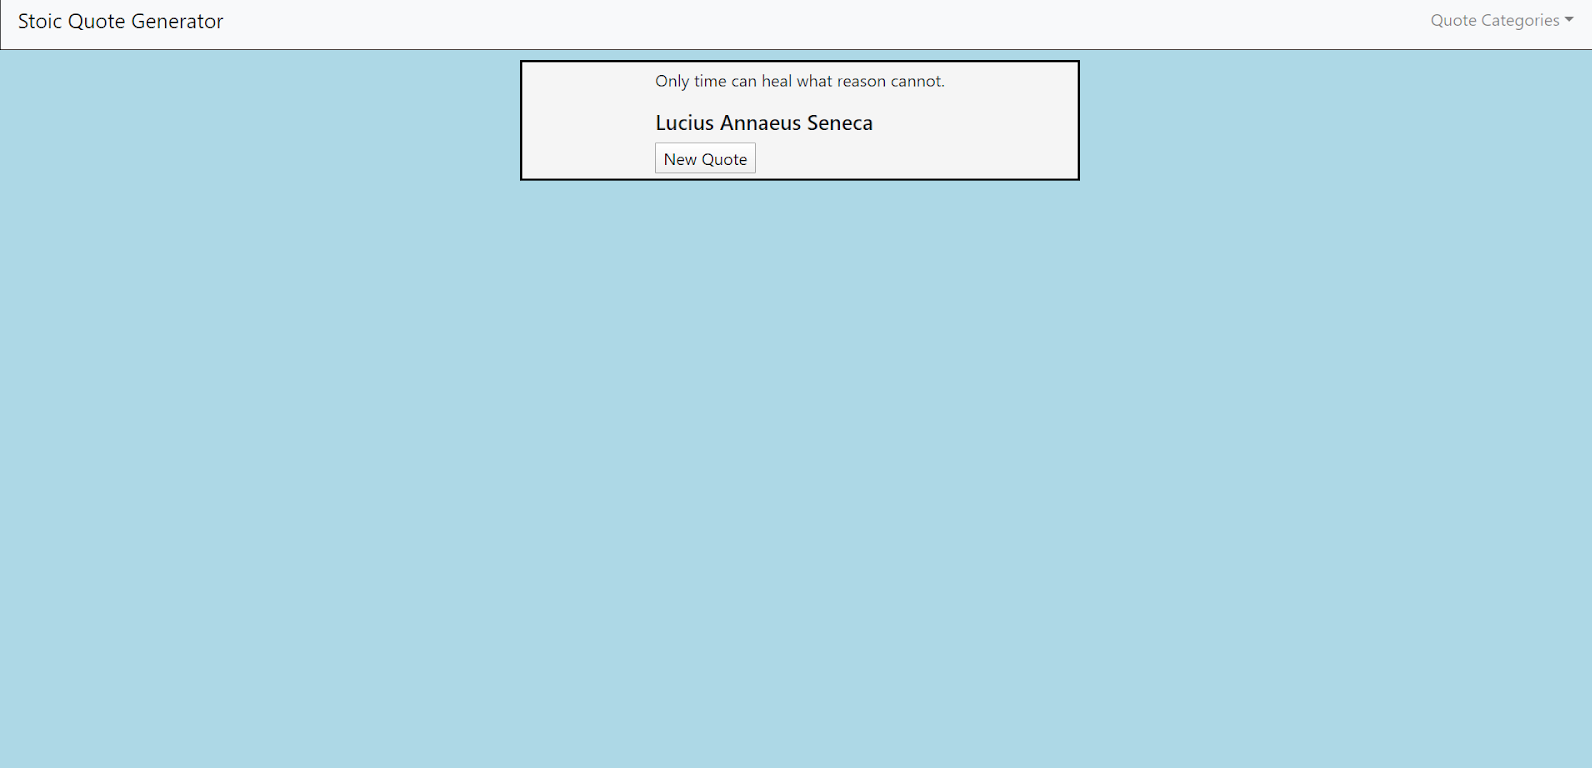 Stoic Quote Generator
Quote Categories
Only time can heal what reason cannot.
Lucius Annaeus Seneca
New Quote